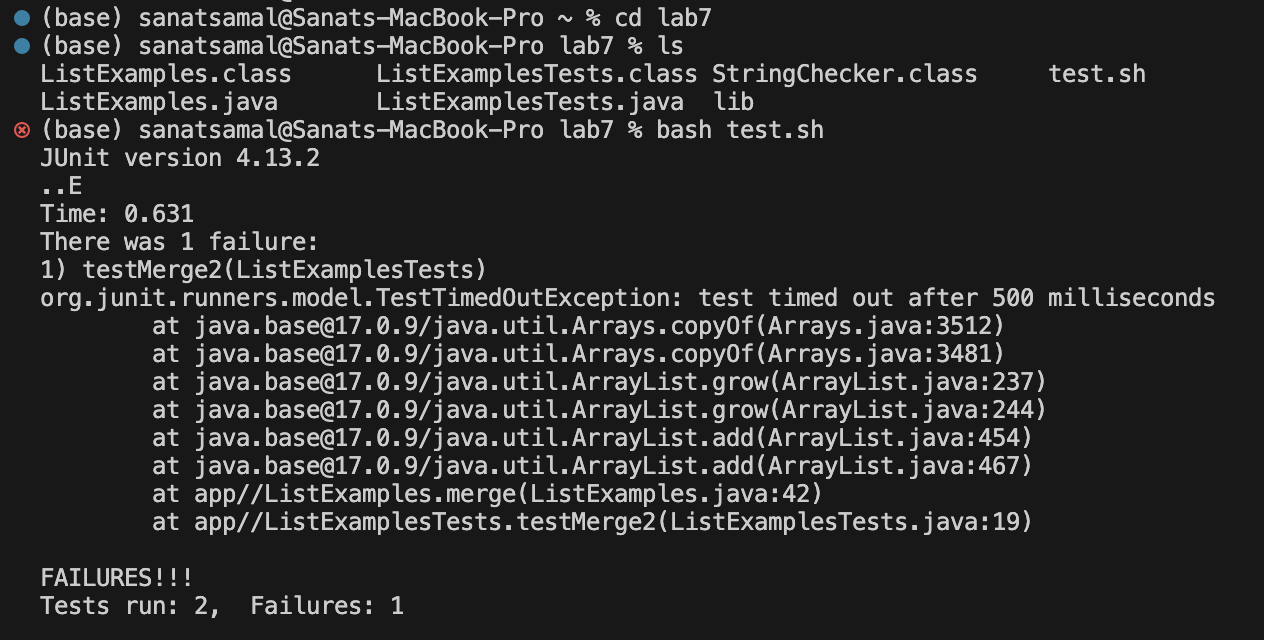 (base) sanatsamal@Sanats-MacBook-Pro ~ % cd lab7
(base) sanatsamal@Sanats-MacBook-Pro lab7 % ls
ListExamples.class ListExamplesTests.class StringChecker.class test.sh
ListExamples.java ListExamplesTests.java lib
(base) sanatsamal@Sanats-MacBook-Pro lab7 % bash test.sh
JUnit version 4.13.2
..E
Time: 0.631
There was 1 failure:
1) testMerge2(ListExamplesTests)
org.junit.runners.model.TestTimedOutException: test timed out after 500 milliseconds
at java.base@17.0.9/java.util.Arrays.copyOf(Arrays.java:3512)
at java.base@17.0.9/java.util.Arrays.copyOf(Arrays.java:3481)
at java.base@17.0.9/java.util.ArrayList.grow(ArrayList.java:237)
at java.base@17.0.9/java.util.ArrayList.grow(ArrayList.java:244)
at java.base@17.0.9/java.util.ArrayList.add(ArrayList.java:454)
at java.base@17.0.9/java.util.ArrayList.add(ArrayList.java:467)
at app//ListExamples.merge(ListExamples.java:42)
at app//ListExamplesTests.testMerge2(ListExamplesTests.java:19)
FAILURES!!!
Tests run: 2,  Failures: 1